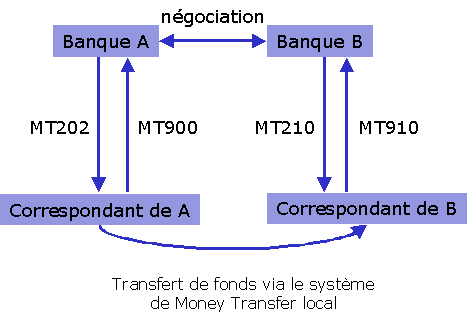 négociation
Banque A
Banque B
MT202
MT900
MT210
MT910
Correspondant de A
Correspondant de B
Transfert de fonds via le système
de Money Transfer local